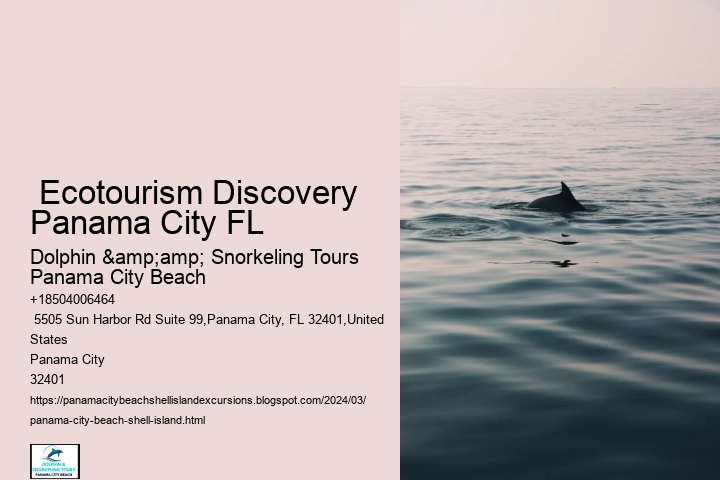 Ecotourism Discovery
Panama City FL
Dolphin &amp;amp; Snorkeling Tours
Panama City Beach
+18504006464
5505 Sun Harbor Rd Suite 99,Panama City, FL 32401,United
States
Panama City
32401
https://panamacitybeachshellislandexcursions.blogspot.com/2024/03/
panama-city-beach-shell-island.html
DOLPHIN &
SNORKELING TOURS
PANAMA CITY BEACH